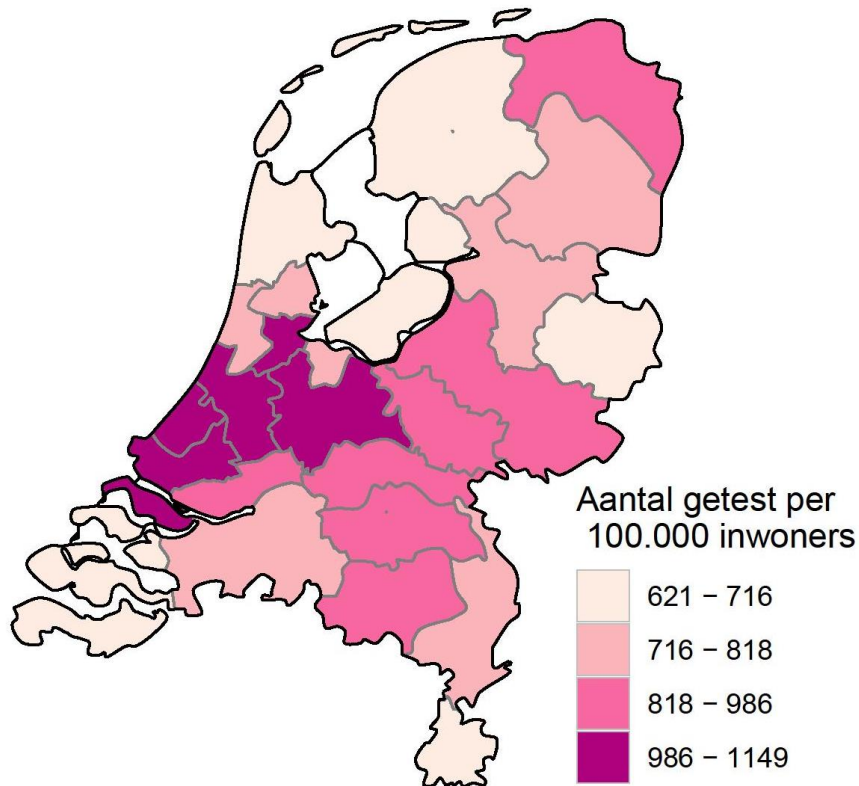 Aantal getest per
100.000 inwoners
621 − 716
716 − 818
818 − 986
986 − 1149